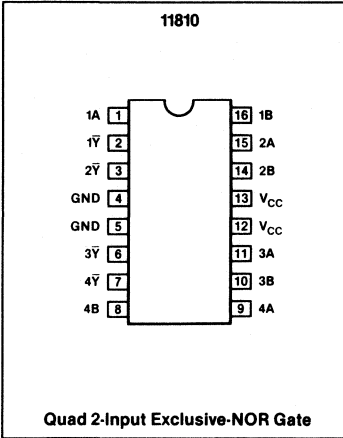 11810
1A 1 16 1B
1Y̅ 2 15 2A
2Y̅ 3 14 2B
GND 4 13 VCC
GND 5 12 VCC
3Y̅ 6 11 3A
4Y̅ 7 10 3B
4B 8 9 4A
Quad 2-Input Exclusive-NOR Gate